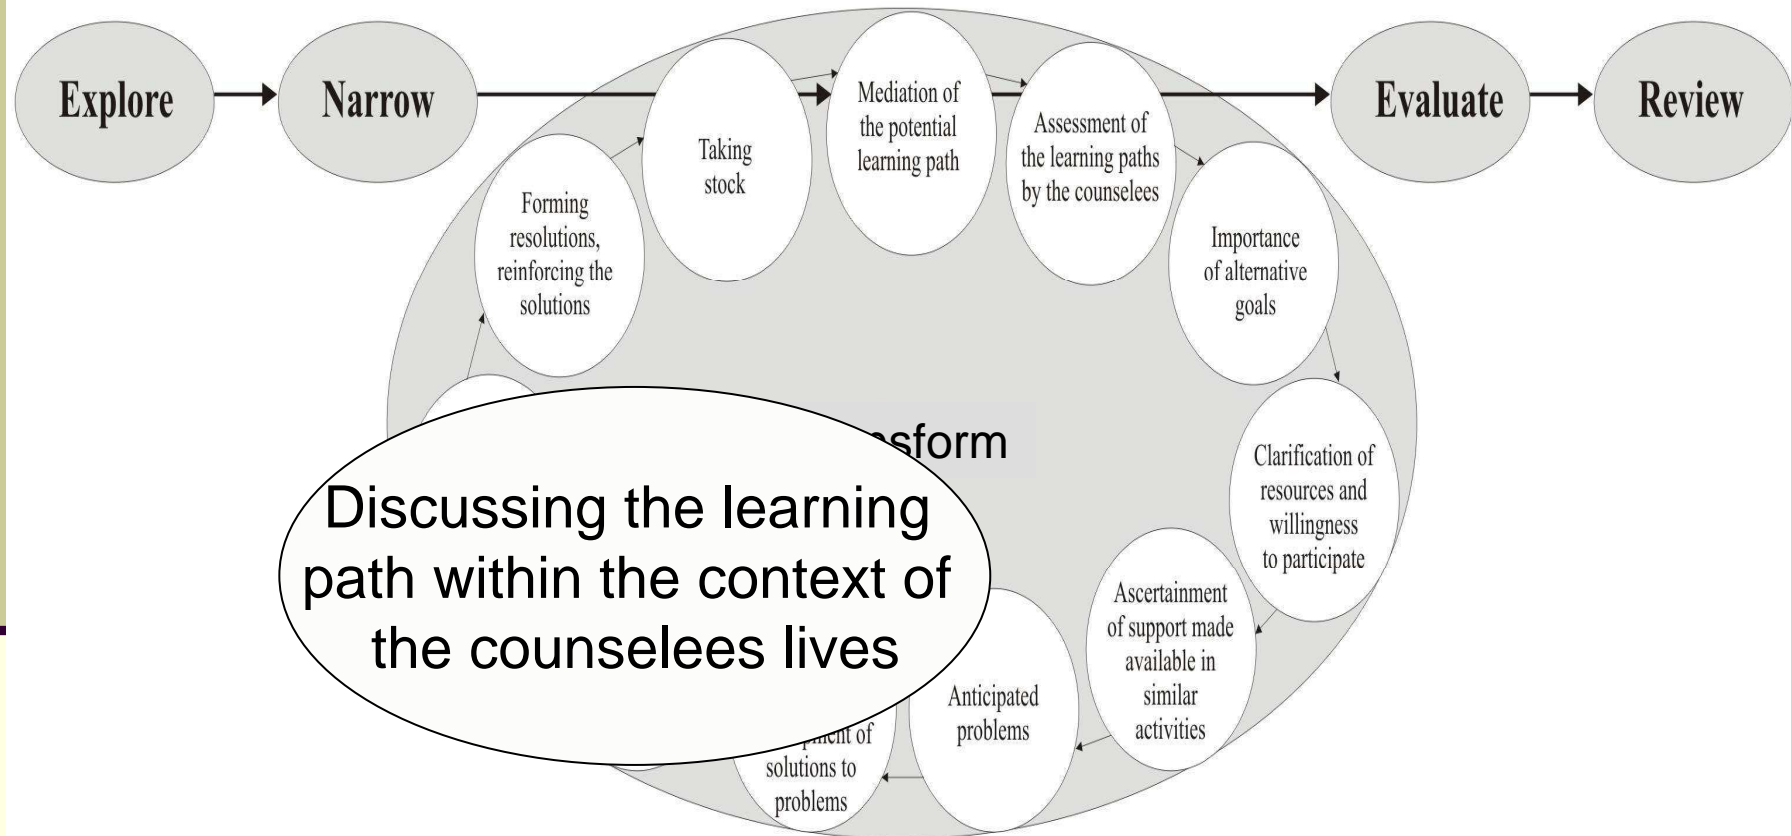 Explore
Narrow
Evaluate
Review
Taking
stock
Mediation of
the potential
learning path
Assessment of
the learning paths
by the counselees
Importance
of alternative
goals
Clarification of
resources and
willingness
to participate
Ascertainment
of support made
available in
similar
activities
Anticipated
problems
solutions to
problems
of
Forming
resolutions,
reinforcing the
solutions
Discussing the learning
path within the context of
the counselees lives